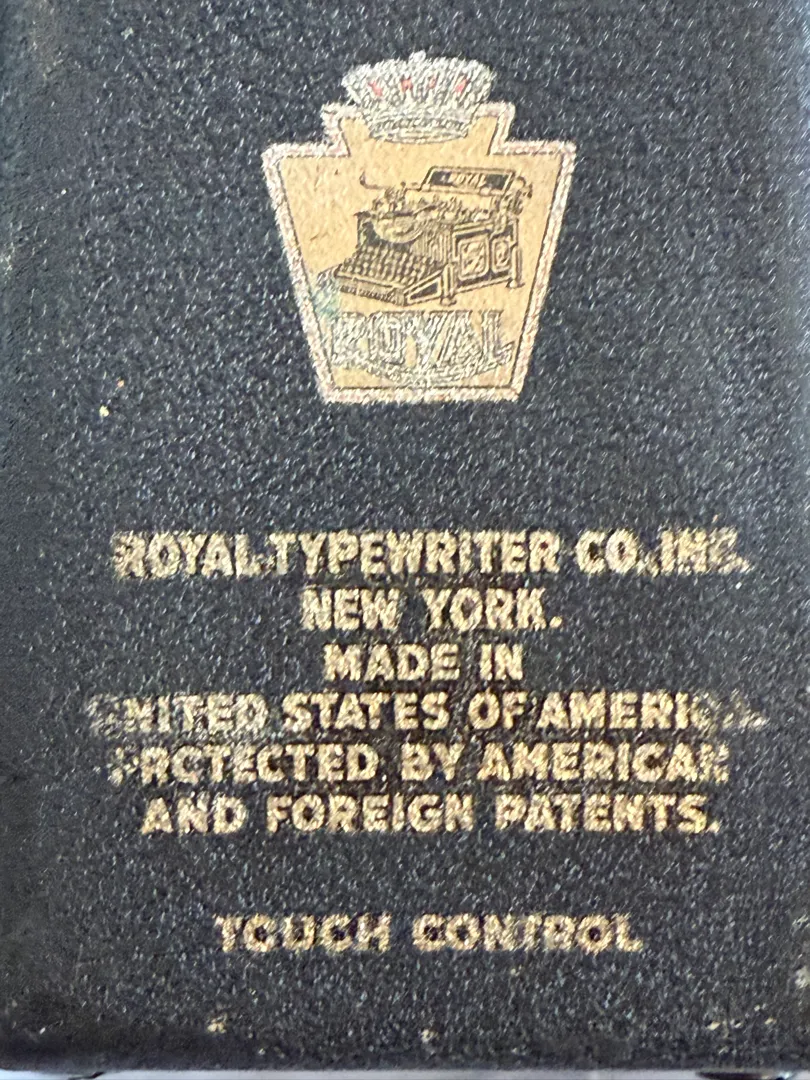 ROYAL
ROYAL
ROYAL TYPEWRITER CO., INC.
NEW YORK.
MADE IN
UNITED STATES OF AMERICA.
PROTECTED BY AMERICAN
AND FOREIGN PATENTS.
TOUCH CONTROL